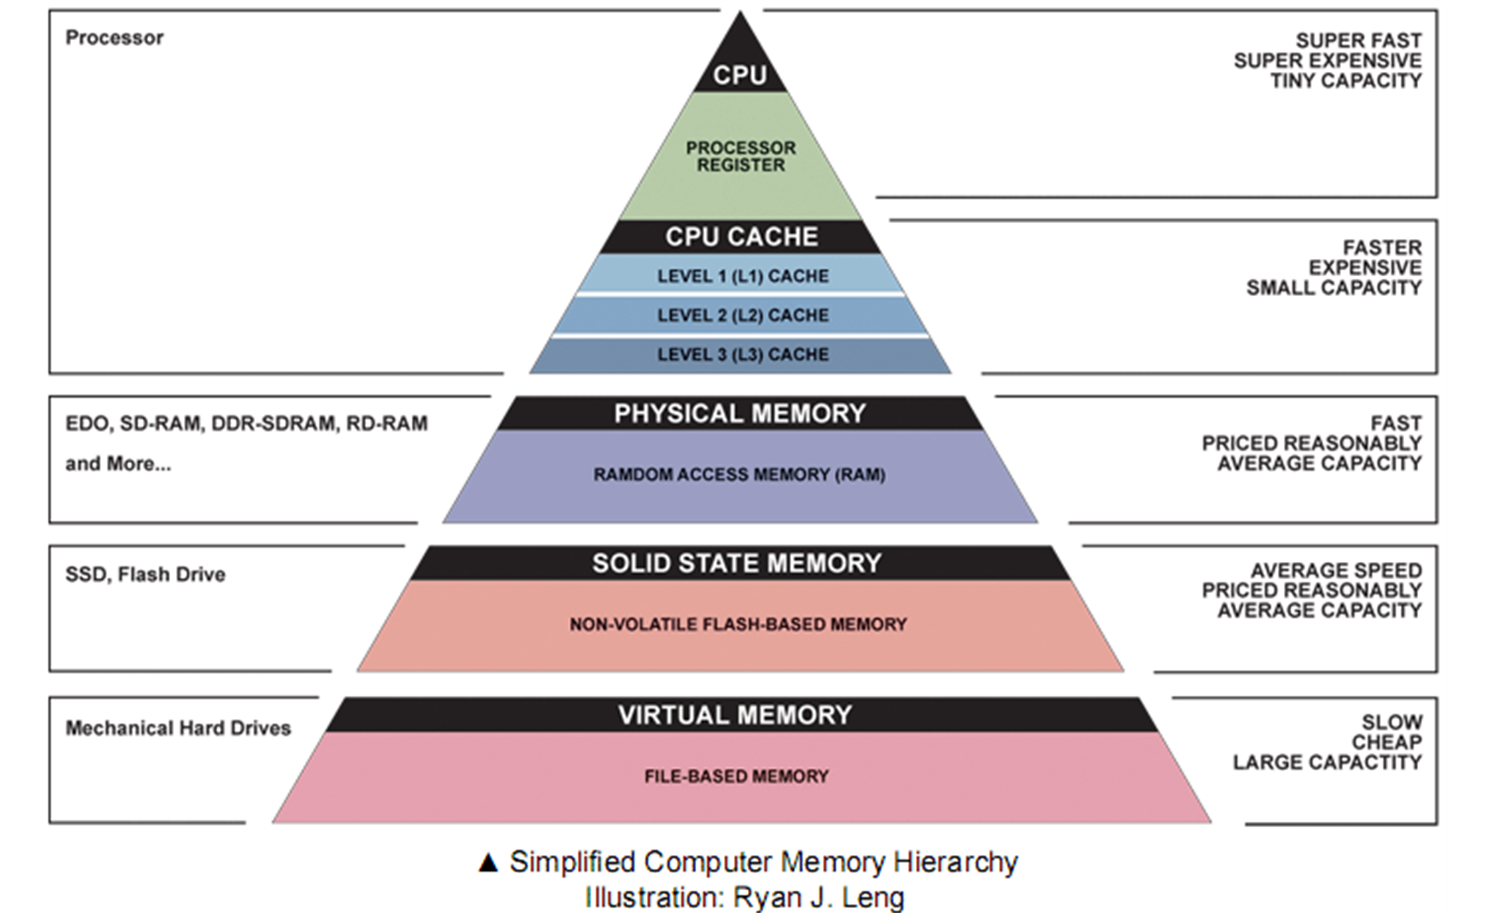 Processor
CPU
SUPER FAST
SUPER EXPENSIVE
TINY CAPACITY
PROCESSOR
REGISTER
CPU CACHE
LEVEL 1 (L1) CACHE
LEVEL 2 (L2) CACHE
LEVEL 3 (L3) CACHE
FASTER
EXPENSIVE
SMALL CAPACITY
EDO, SD-RAM, DDR-SDRAM, RD-RAM
and More...
PHYSICAL MEMORY
RAMDOM ACCESS MEMORY (RAM)
FAST
PRICED REASONABLY
AVERAGE CAPACITY
SSD, Flash Drive
SOLID STATE MEMORY
NON-VOLATILE FLASH-BASED MEMORY
AVERAGE SPEED
PRICED REASONABLY
AVERAGE CAPACITY
Mechanical Hard Drives
VIRTUAL MEMORY
FILE-BASED MEMORY
SLOW
CHEAP
LARGE CAPACTITY
▲ Simplified Computer Memory Hierarchy
Illustration: Ryan J. Leng